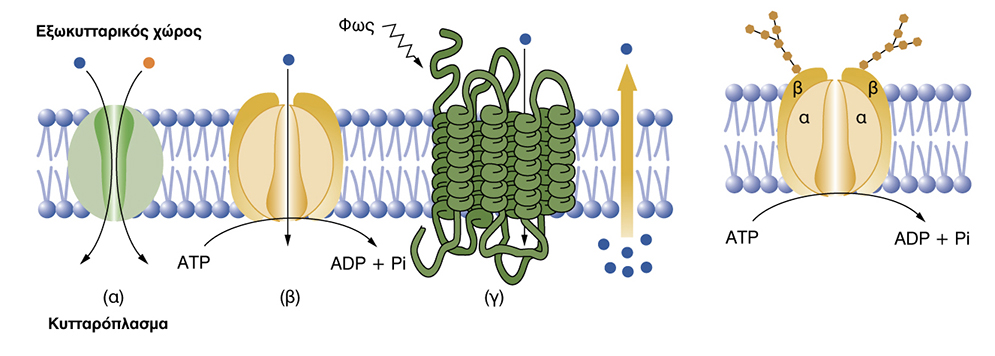 Εξωκυτταρικός χώρος
Φως
β β
α α
ATP
ADP + Pi
ATP
ADP + Pi
(α)
(β)
(γ)
Κυτταρόπλασμα